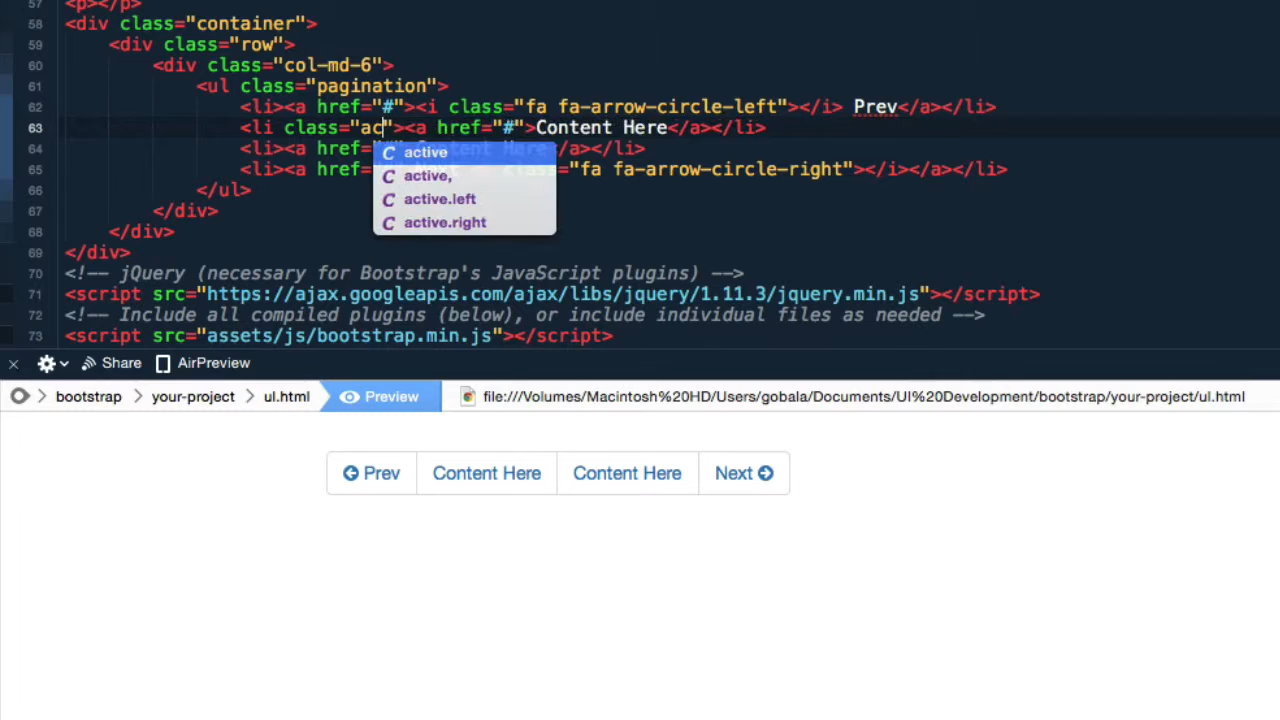 57 <p></p>
58 <div class="container">
59 <div class="row">
60 <div class="col-md-6">
61 <ul class="pagination">
62 <li><a href="#"><i class="fa fa-arrow-circle-left"></i> Prev</a></li>
63 <li class="ac"><a href="#">Content Here</a></li>
64 <li><a href="#">Content Here</a></li>
65 <li><a href= Next class="fa fa-arrow-circle-right"></i></a></li>
active
active,
active.left
active.right
66 </ul>
67 </div>
68 </div>
69 </div>
70 <!-- jQuery (necessary for Bootstrap's JavaScript plugins) -->
71 <script src="https://ajax.googleapis.com/ajax/libs/jquery/1.11.3/jquery.min.js"></script>
72 <!-- Include all compiled plugins (below), or include individual files as needed -->
73 <script src="assets/js/bootstrap.min.js"></script>
Share AirPreview
bootstrap your-project ui.html Preview file:///Volumes/Macintosh%20HD/Users/gobala/Documents/UI%20Development/bootstrap/your-project/ui.html
Prev Content Here Content Here Next